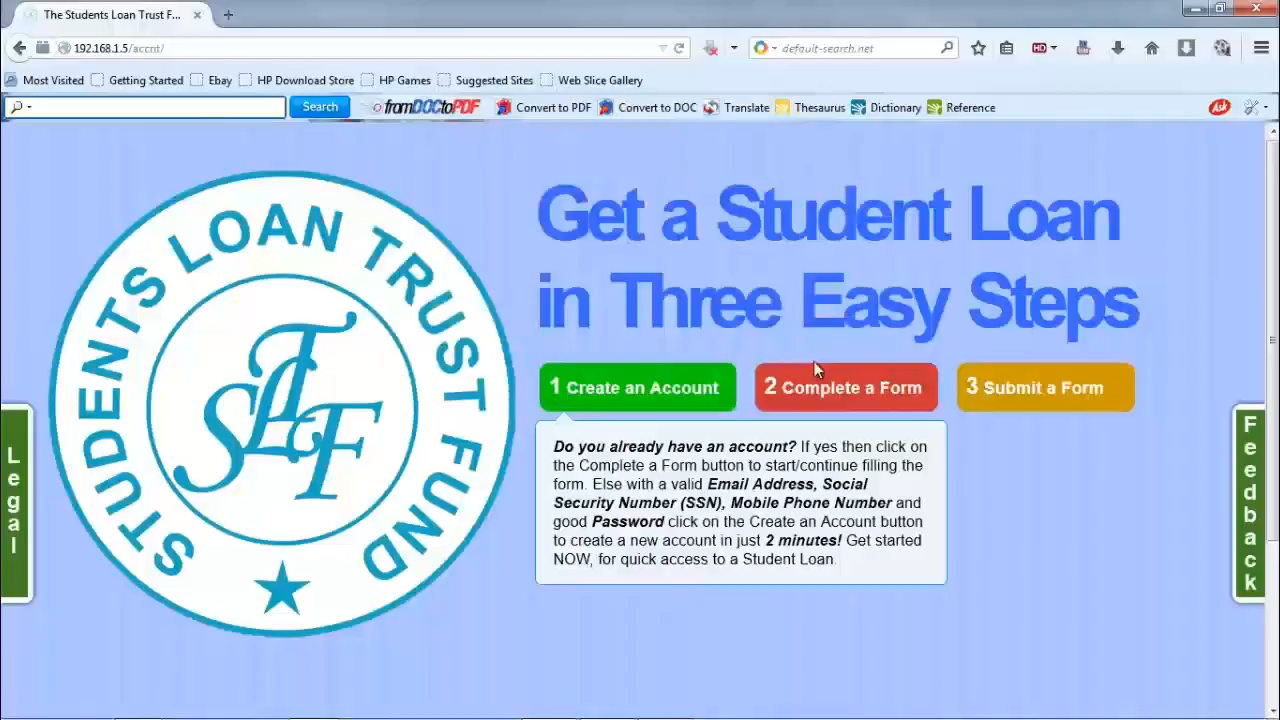 The Students Loan Trust F...
192.168.1.5/accnt/
default-search.net
HD
Most Visited Getting Started Ebay HP Download Store HP Games Suggested Sites Web Slice Gallery
Search fromDOCtoPDF Convert to PDF Convert to DOC Translate Thesaurus Dictionary Reference Ask
STUDENTS LOAN TRUST FUND
SLTF
Get a Student Loan
in Three Easy Steps
1 Create an Account 2 Complete a Form 3 Submit a Form
Do you already have an account? If yes then click on
the Complete a Form button to start/continue filling the
form. Else with a valid Email Address, Social
Security Number (SSN), Mobile Phone Number and
good Password click on the Create an Account button
to create a new account in just 2 minutes! Get started
NOW, for quick access to a Student Loan.
Legal
Feedback